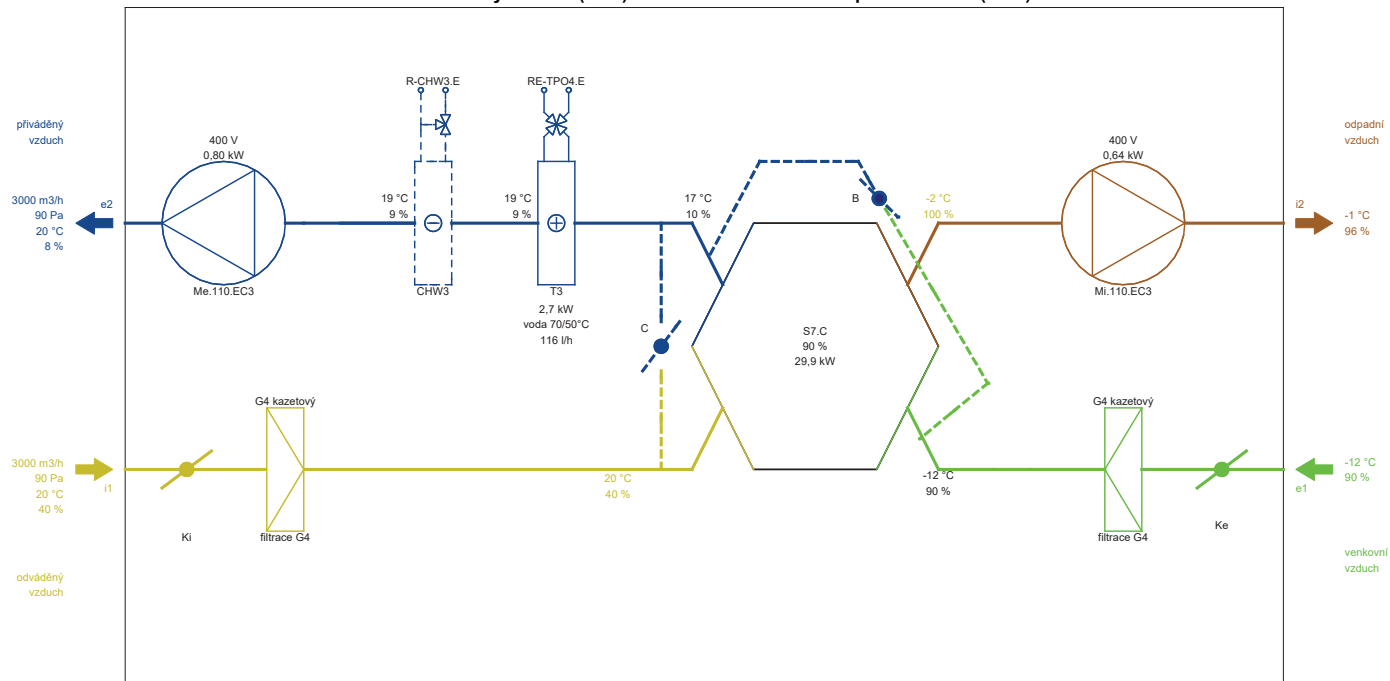 R-CHW3.E
RE-TPO4.E
přiváděný
vzduch
400 V
0,80 kW
400 V
0,64 kW
odpadní
vzduch
3000 m3/h
90 Pa
20 °C
8 %
e2
19 °C
9 %
19 °C
9 %
17 °C
10 %
B
-2 °C
100 %
i2
-1 °C
96 %
Me.110.EC3
CHW3
T3
2,7 kW
voda 70/50°C
116 l/h
Mi.110.EC3
C
S7.C
90 %
29,9 kW
G4 kazetový
G4 kazetový
3000 m3/h
90 Pa
20 °C
40 %
i1
20 °C
40 %
-12 °C
90 %
-12 °C
90 %
e1
Ki
filtrace G4
filtrace G4
Ke
odváděný
vzduch
venkovní
vzduch